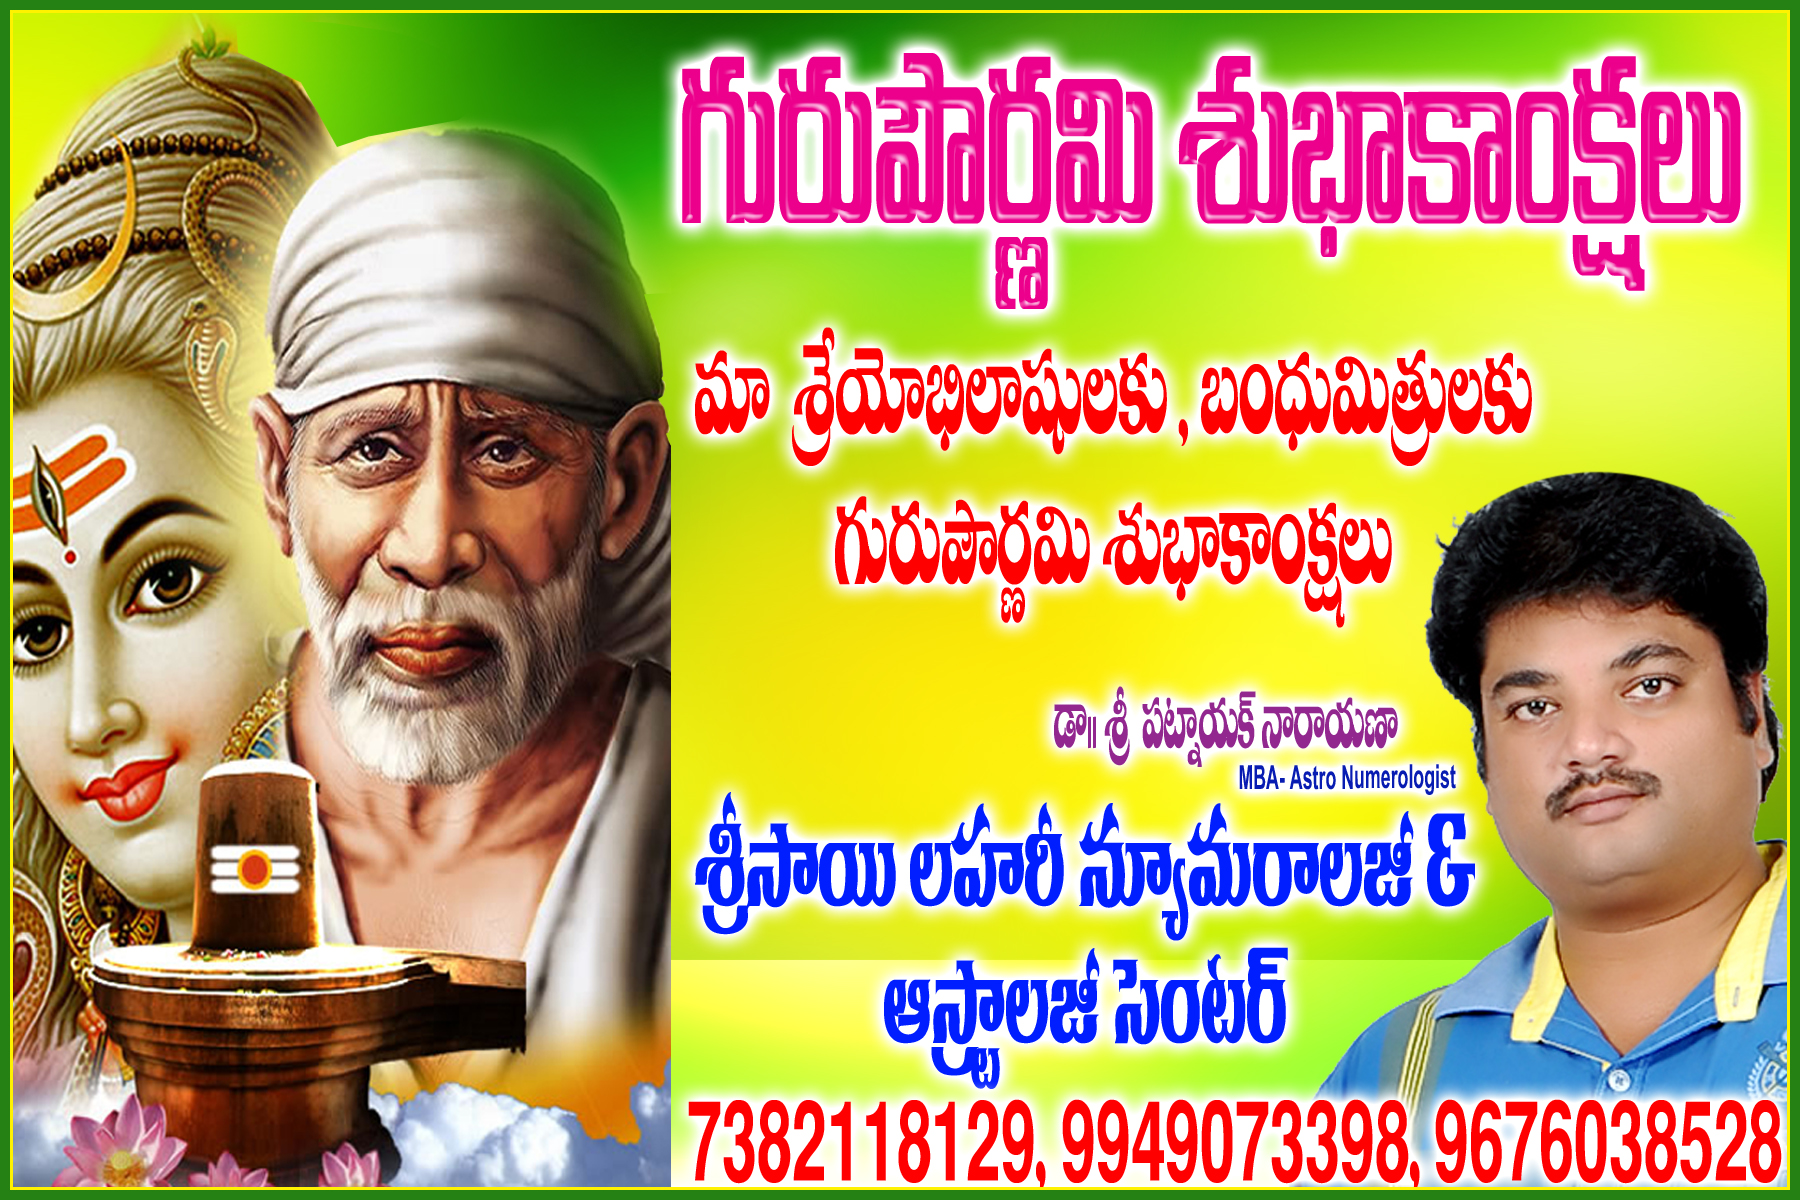 గురుపౌర్ణమి శుభాకాంక్షలు
మా శ్రేయోభిలాషులకు, బంధుమిత్రులకు
గురుపౌర్ణమి శుభాకాంక్షలు
డా॥ శ్రీ పట్నాయక్ నారాయణా
MBA- Astro Numerologist
శ్రీసాయి లహరి న్యూమరాలజీ &
ఆస్ట్రాలజీ సెంటర్
7382118129, 9949073398, 9676038528